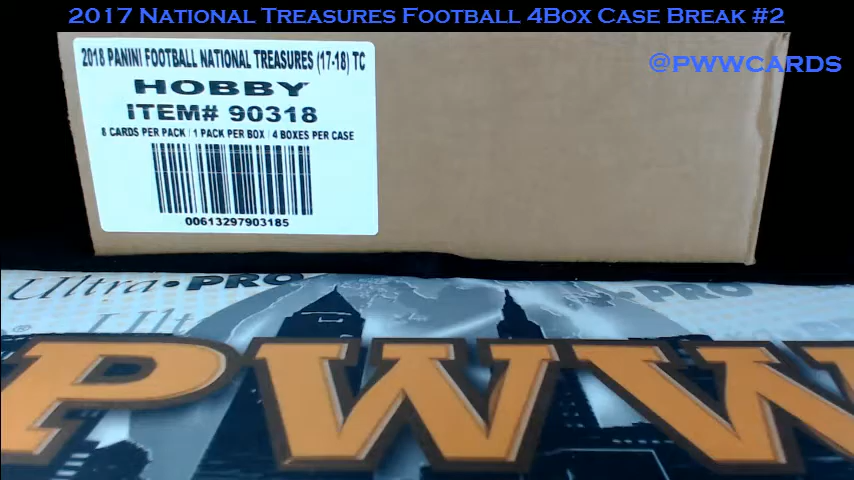 2017 National Treasures Football 4Box Case Break #2
@pwwcards
2018 PANINI FOOTBALL NATIONAL TREASURES (17-18) TC
HOBBY
ITEM# 90318
8 CARDS PER PACK / 1 PACK PER BOX / 4 BOXES PER CASE
00613297903185
Ultra•PRO
PRO
Ult
PWW